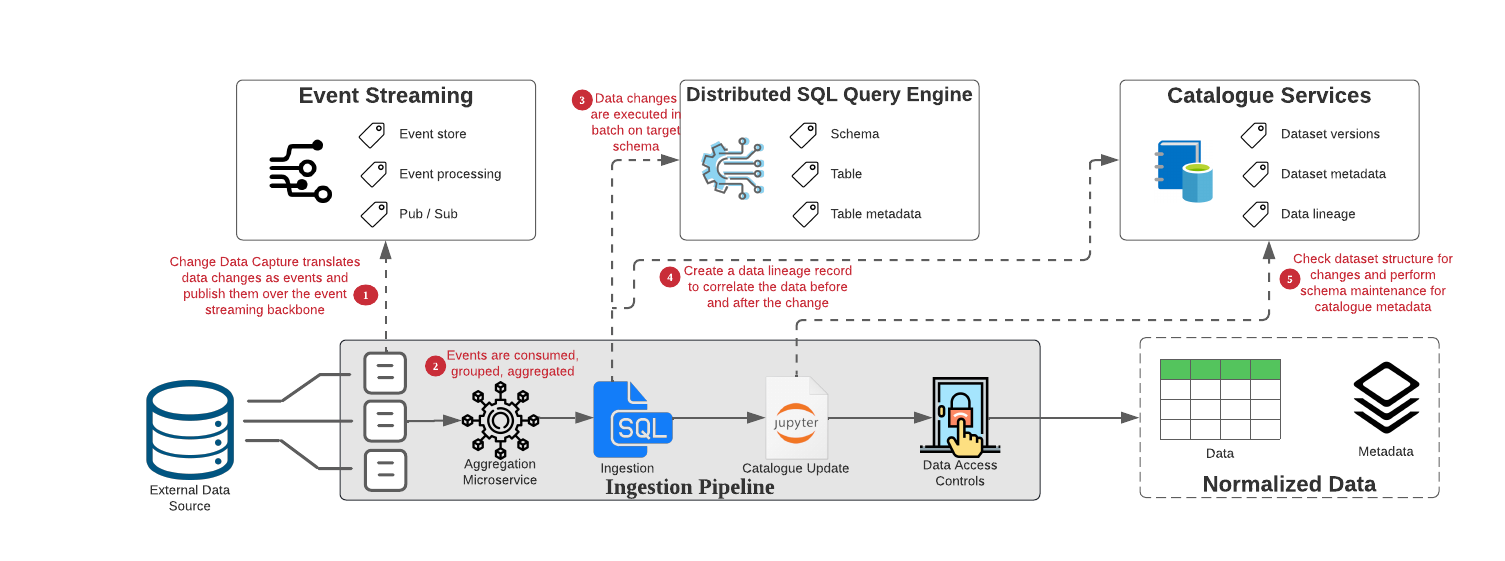 Event Streaming
Event store
Event processing
Pub / Sub
3
Data changes
are executed in
batch on target
schema
Distributed SQL Query Engine
Schema
Table
Table metadata
Catalogue Services
Dataset versions
Dataset metadata
Data lineage
Change Data Capture translates
data changes as events and
publish them over the event
streaming backbone
1
4
Create a data lineage record
to correlate the data before
and after the change
5
Check dataset structure for
changes and perform
schema maintenance for
catalogue metadata
2
Events are consumed,
grouped, aggregated
External Data
Source
Aggregation
Microservice
SQL
Ingestion
jupyter
Catalogue Update
Data Access
Controls
Ingestion Pipeline
Data
Metadata
Normalized Data